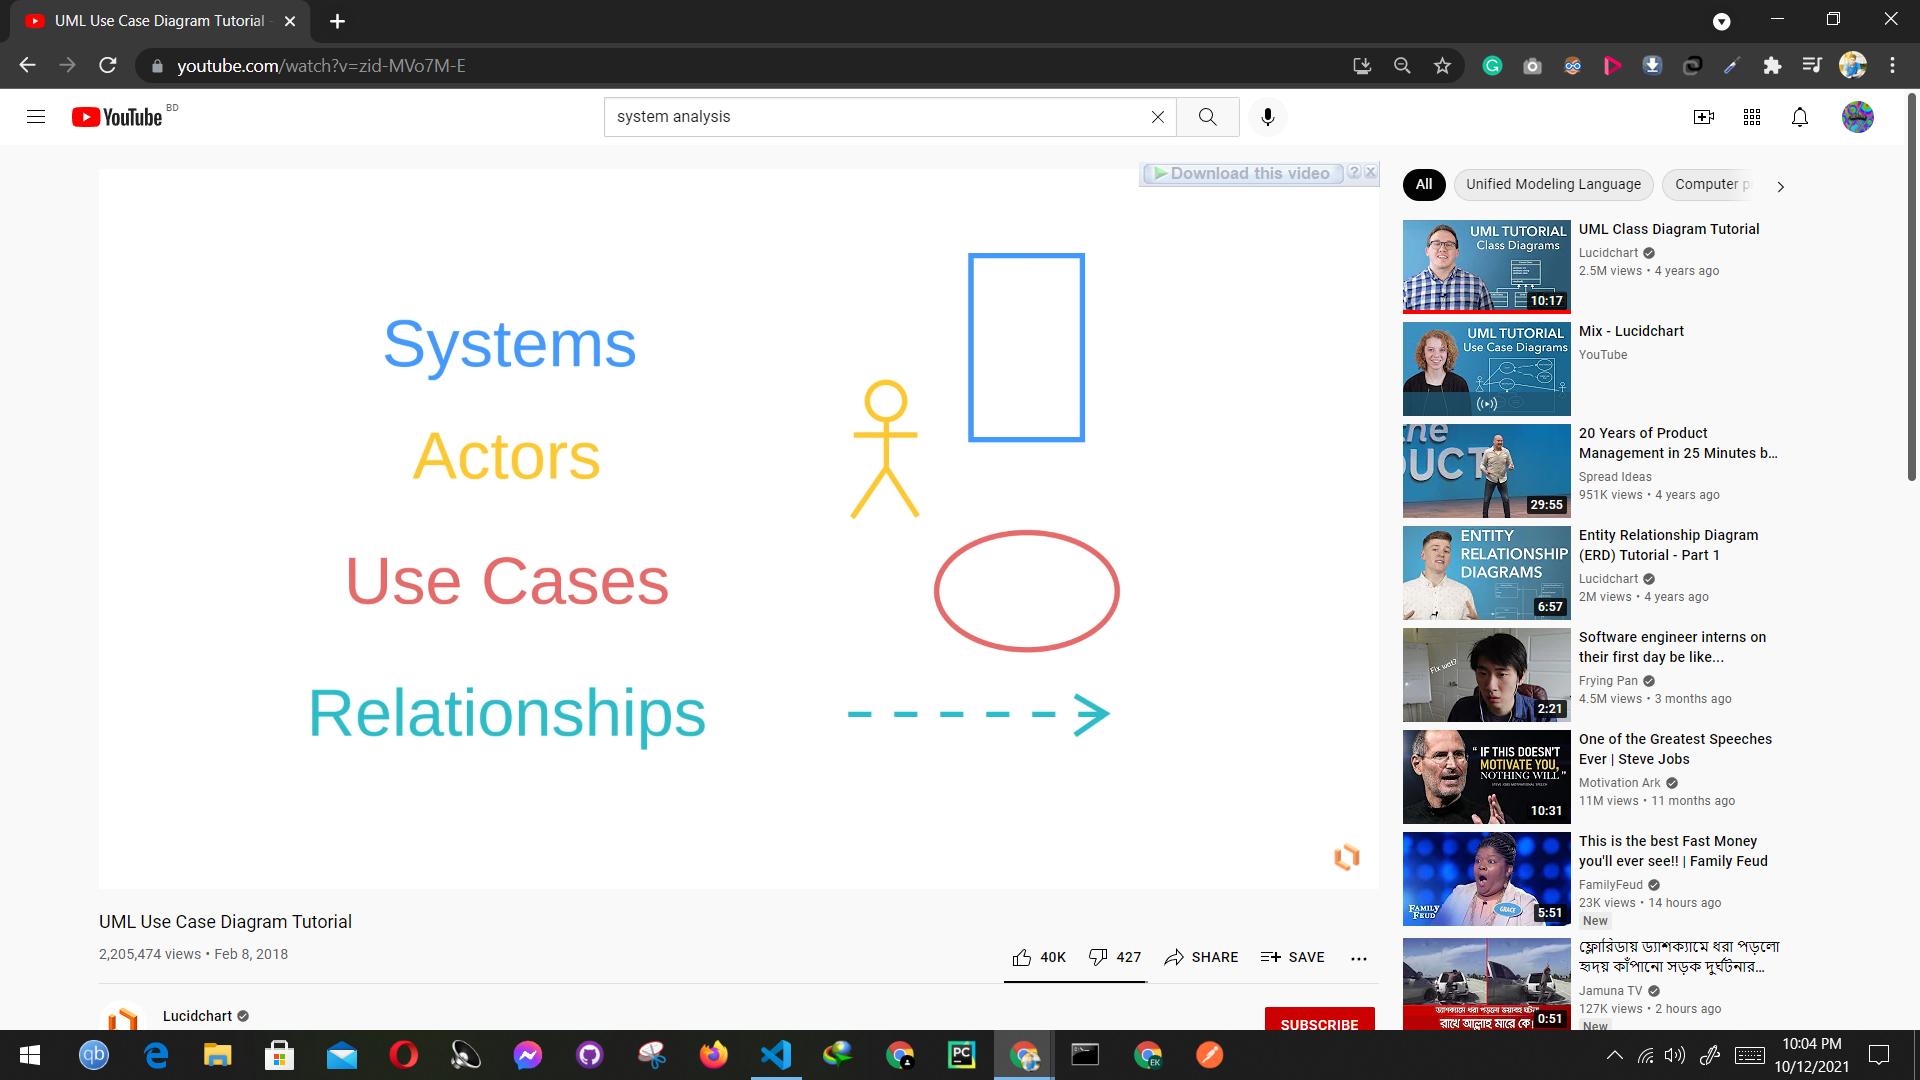 UML Use Case Diagram Tutorial -
youtube.com/watch?v=zid-MVo7M-E
YouTube BD
system analysis
Download this video
Systems
Actors
Use Cases
Relationships
UML Use Case Diagram Tutorial
2,205,474 views • Feb 8, 2018
40K
427
SHARE
SAVE
Lucidchart
SUBSCRIBE
All
Unified Modeling Language
Computer p
UML TUTORIAL
Class Diagrams
10:17
UML Class Diagram Tutorial
Lucidchart
2.5M views • 4 years ago
UML TUTORIAL
Use Case Diagrams
Mix - Lucidchart
YouTube
29:55
20 Years of Product
Management in 25 Minutes b...
Spread Ideas
951K views • 4 years ago
ENTITY
RELATIONSHIP
DIAGRAMS
6:57
Entity Relationship Diagram
(ERD) Tutorial - Part 1
Lucidchart
2M views • 4 years ago
Fix wat?
2:21
Software engineer interns on
their first day be like...
Frying Pan
4.5M views • 3 months ago
“ IF THIS DOESN'T
MOTIVATE YOU,
NOTHING WILL ”
10:31
One of the Greatest Speeches
Ever | Steve Jobs
Motivation Ark
11M views • 11 months ago
FAMILY
FEUD
GRACE
5:51
This is the best Fast Money
you'll ever see!! | Family Feud
FamilyFeud
23K views • 14 hours ago
New
রাখে আল্লাহ মারে কে!
0:51
ফ্লোরিডায় ড্যাশক্যামে ধরা পড়লো
হৃদয় কাঁপানো সড়ক দুর্ঘটনার...
Jamuna TV
127K views • 2 hours ago
New
qb
PC
EK
10:04 PM
10/12/2021